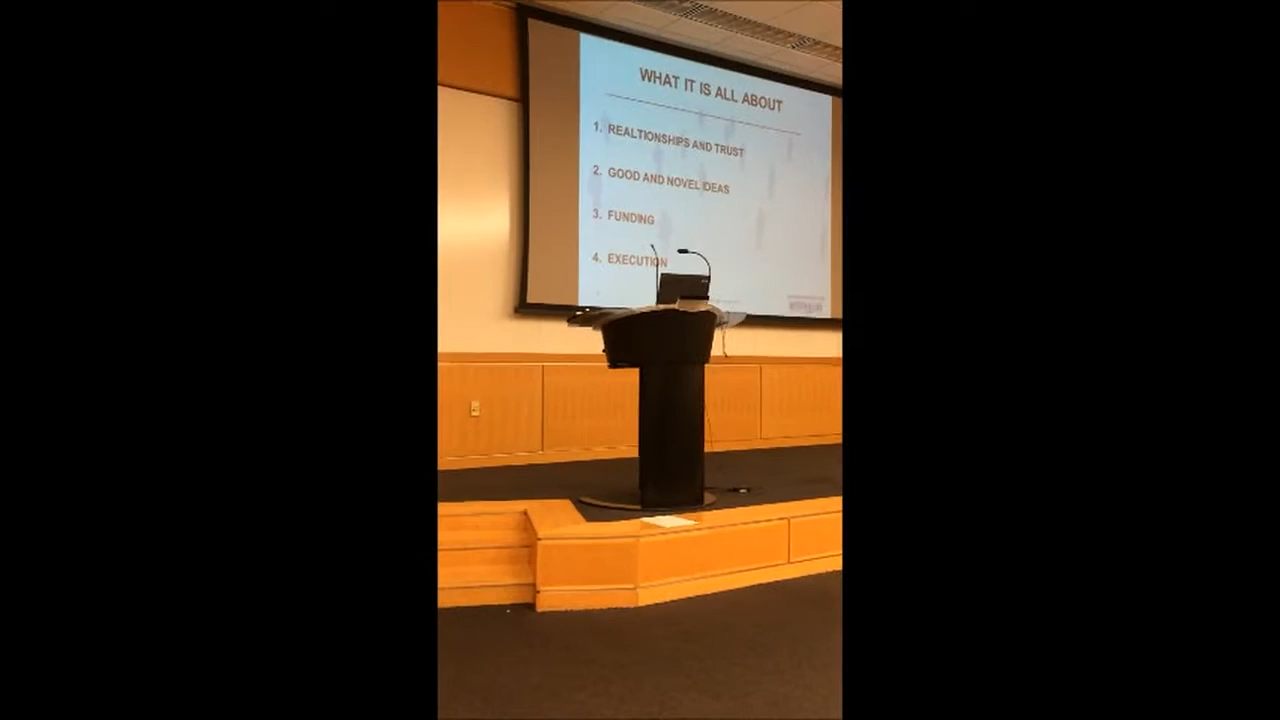 WHAT IT IS ALL ABOUT
1. REALTIONSHIPS AND TRUST
2. GOOD AND NOVEL IDEAS
3. FUNDING
4. EXECUTION